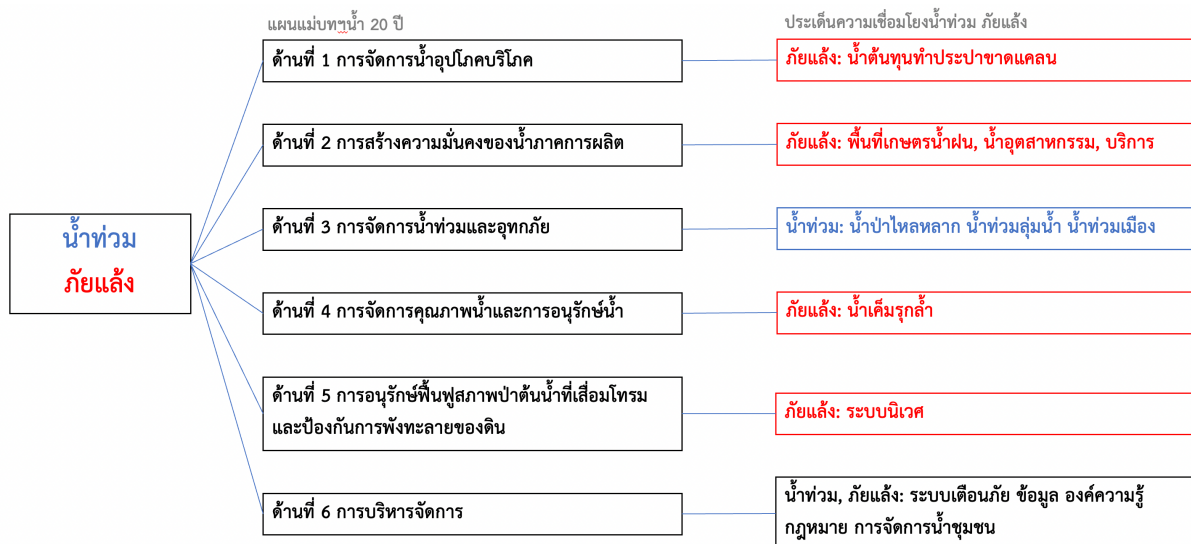 แผนแม่บทฯน้ำ 20 ปี
ประเด็นความเชื่อมโยงน้ำท่วม ภัยแล้ง
น้ำท่วม
ภัยแล้ง
ด้านที่ 1 การจัดการน้ำอุปโภคบริโภค
ภัยแล้ง: น้ำต้นทุนทำประปาขาดแคลน
ด้านที่ 2 การสร้างความมั่นคงของน้ำภาคการผลิต
ภัยแล้ง: พื้นที่เกษตรน้ำฝน, น้ำอุตสาหกรรม, บริการ
ด้านที่ 3 การจัดการน้ำท่วมและอุทกภัย
น้ำท่วม: น้ำป่าไหลหลาก น้ำท่วมลุ่มน้ำ น้ำท่วมเมือง
ด้านที่ 4 การจัดการคุณภาพน้ำและการอนุรักษ์น้ำ
ภัยแล้ง: น้ำเค็มรุกล้ำ
ด้านที่ 5 การอนุรักษ์ฟื้นฟูสภาพป่าต้นน้ำที่เสื่อมโทรม
และป้องกันการพังทะลายของดิน
ภัยแล้ง: ระบบนิเวศ
ด้านที่ 6 การบริหารจัดการ
น้ำท่วม, ภัยแล้ง: ระบบเตือนภัย ข้อมูล องค์ความรู้
กฎหมาย การจัดการน้ำชุมชน